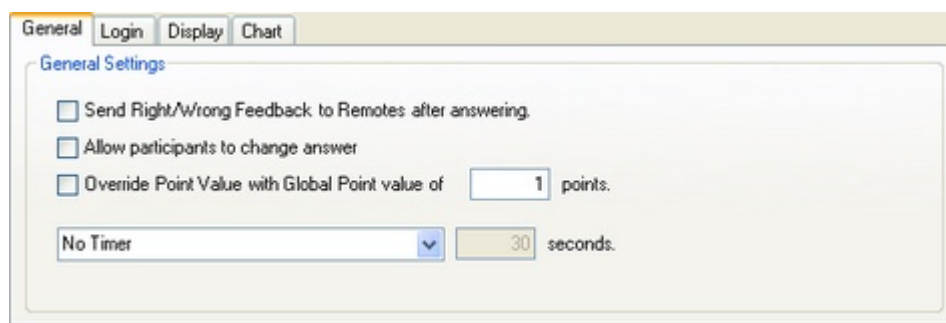 General Login Display Chart
General Settings
Send Right/Wrong Feedback to Remotes after answering.
Allow participants to change answer
Override Point Value with Global Point value of 1 points.
No Timer 30 seconds.